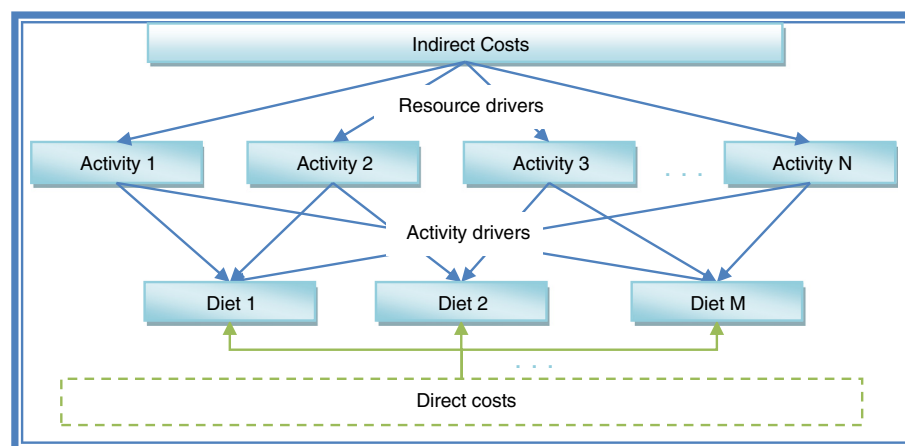 Indirect Costs
Resource drivers
Activity 1
Activity 2
Activity 3
. . .
Activity N
Activity drivers
Diet 1
Diet 2
Diet M
. . .
Direct costs